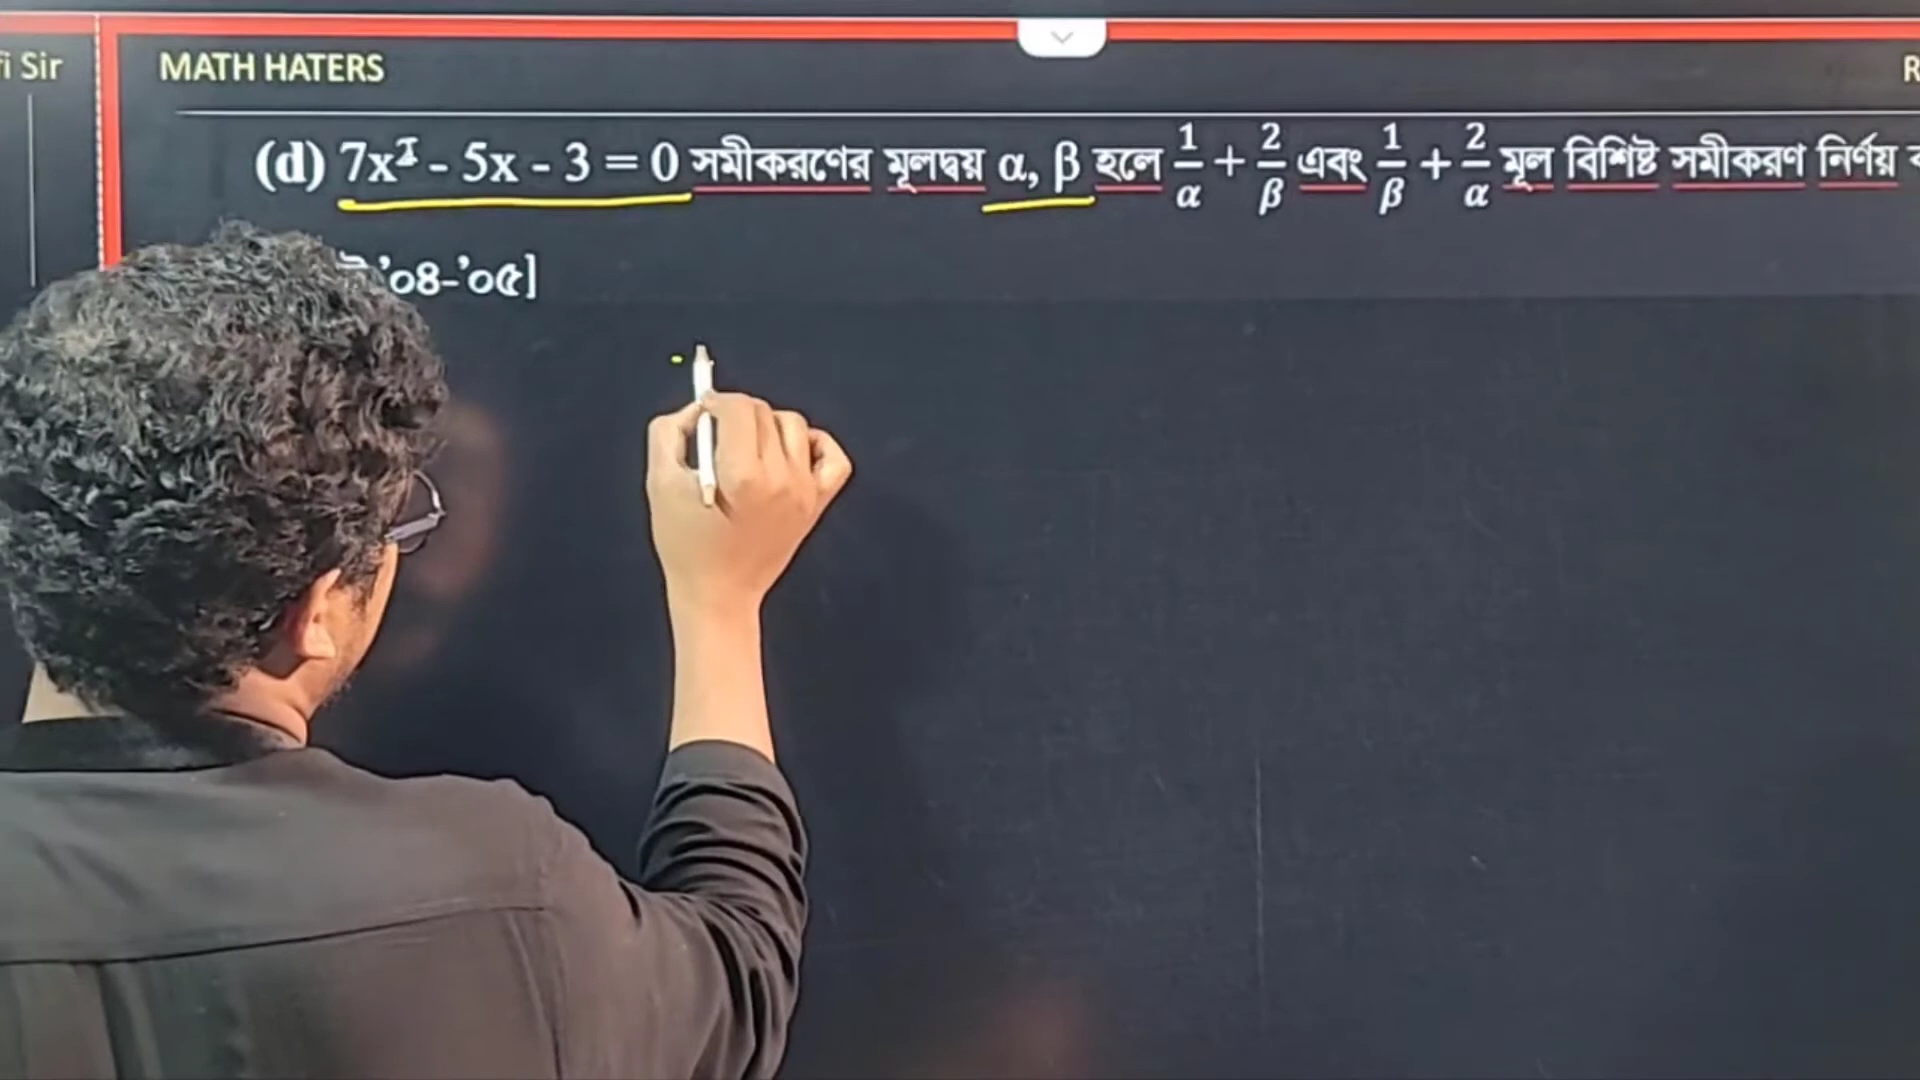 Sir
MATH HATERS
(d) 7x² - 5x - 3 = 0 সমীকরণের মূলদ্বয় α, β হলে 1/α + 2/β এবং 1/β + 2/α মূল বিশিষ্ট সমীকরণ নির্ণয়
'০৪-'০৫]